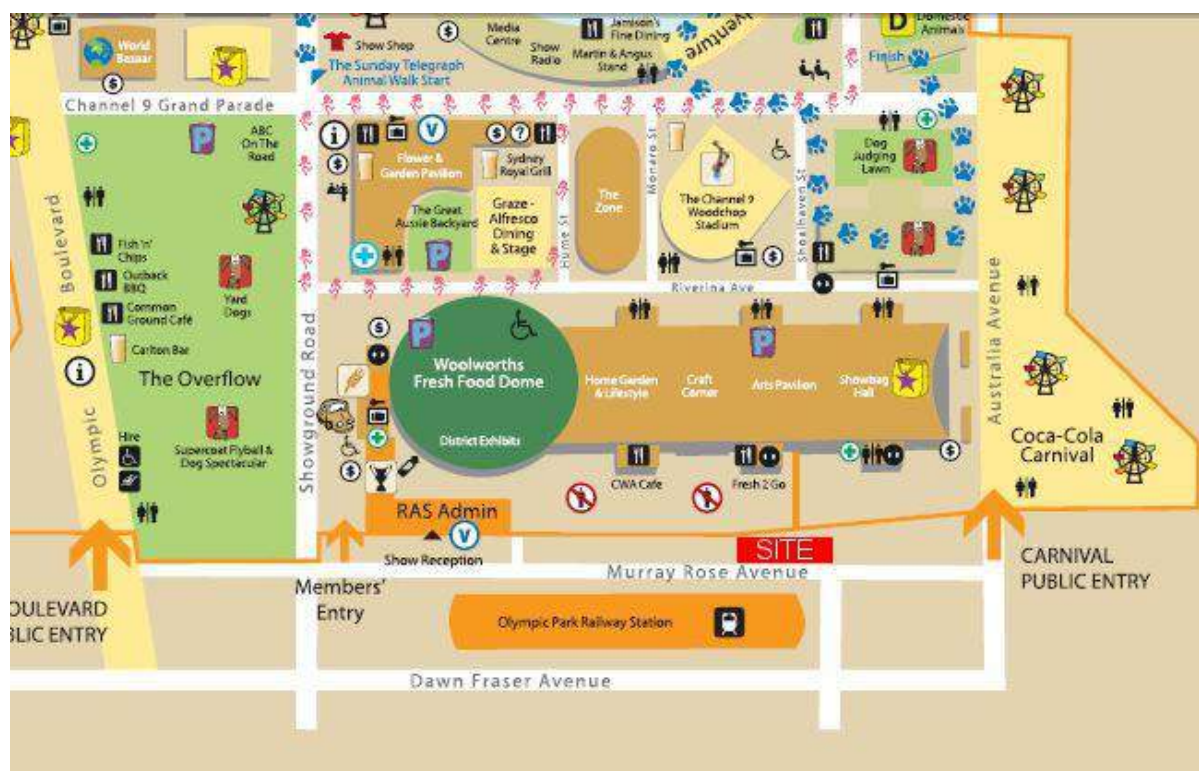 World
Bazaar
Show Shop
The Sunday Telegraph
Animal Walk Start
Media
Centre
Show
Radio
Jamison's
Fine Dining
Martin & Angus
Stand
Adventure
D
Domestic
Animals
Finish
Channel 9 Grand Parade
ABC
On The
Road
P
i
V
?
Flower &
Garden Pavilion
Sydney
Royal Grill
The Great
Aussie Backyard
P
Graze-
Alfresco
Dining
& Stage
Hume St
The
Zone
Monaro St
The Channel 9
Woodchop
Stadium
Shoalhaven St
Dog
Judging
Lawn
Fish 'n'
Chips
Outback
BBQ
Common
Ground Café
Carlton Bar
Yard
Dogs
i
The Overflow
Supercoat Flyball &
Dog Spectacular
Hire
Olympic Boulevard
Showground Road
Riverina Ave
Australia Avenue
P
Woolworths
Fresh Food Dome
District Exhibits
Home Garden
& Lifestyle
Craft
Corner
P
Arts Pavilion
Showbag
Hall
CWA Cafe
Fresh 2 Go
Coca-Cola
Carnival
RAS Admin
V
Show Reception
SITE
Murray Rose Avenue
Members'
Entry
CARNIVAL
PUBLIC ENTRY
OULEVARD
BLIC ENTRY
Olympic Park Railway Station
Dawn Fraser Avenue